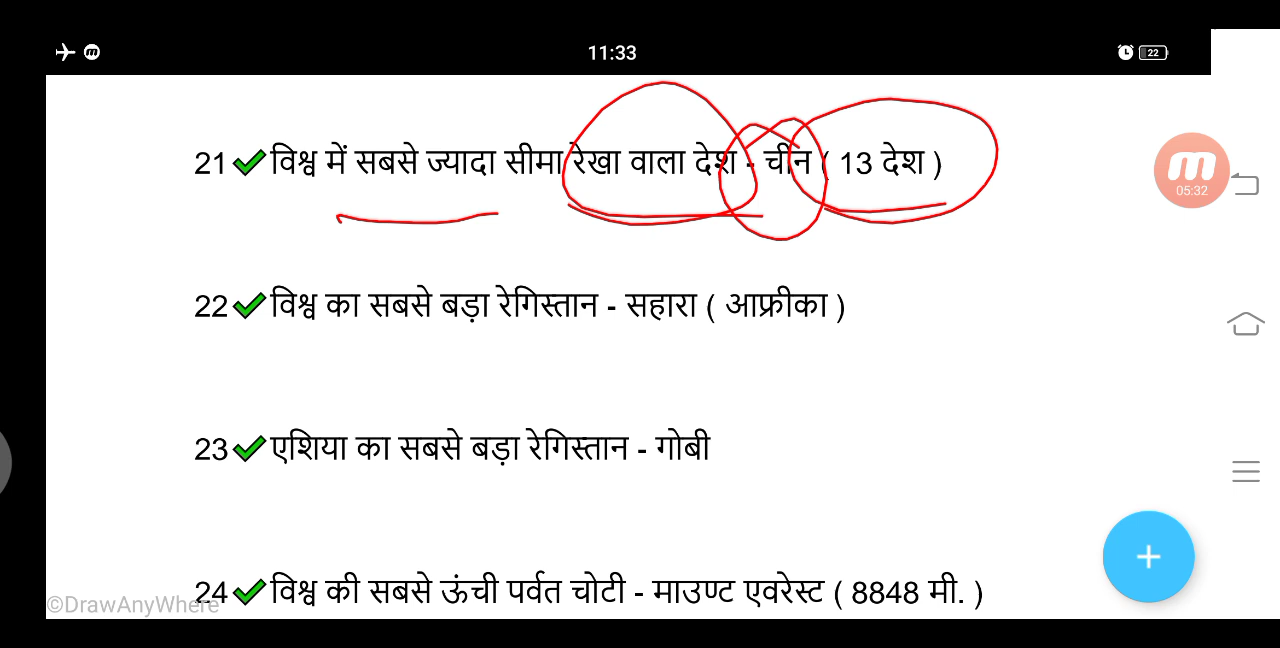 11:33
22
21 ✔ विश्व में सबसे ज्यादा सीमा रेखा वाला देश - चीन ( 13 देश )
05:32
22 ✔ विश्व का सबसे बड़ा रेगिस्तान - सहारा ( आफ्रीका )
23 ✔ एशिया का सबसे बड़ा रेगिस्तान - गोबी
24 ✔ विश्व की सबसे ऊंची पर्वत चोटी - माउण्ट एवरेस्ट ( 8848 मी. )
©DrawAnyWhere